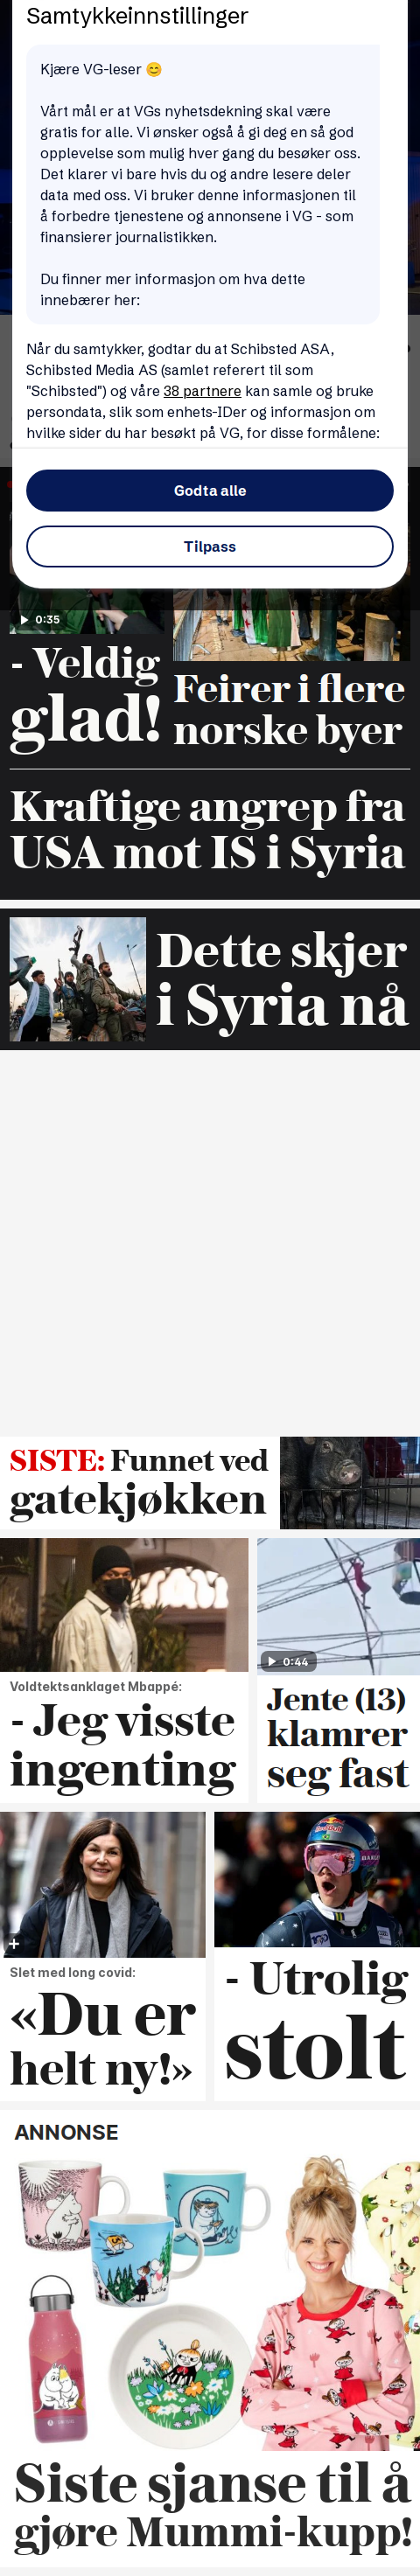 Samtykkeinnstillinger
Kjære VG-leser 😊
Vårt mål er at VGs nyhetsdekning skal være
gratis for alle. Vi ønsker også å gi deg en så god
opplevelse som mulig hver gang du besøker oss.
Det klarer vi bare hvis du og andre lesere deler
data med oss. Vi bruker denne informasjonen til
å forbedre tjenestene og annonsene i VG - som
finansierer journalistikken.
Du finner mer informasjon om hva dette
innebærer her:
Når du samtykker, godtar du at Schibsted ASA,
Schibsted Media AS (samlet referert til som
"Schibsted") og våre 38 partnere kan samle og bruke
persondata, slik som enhets-IDer og informasjon om
hvilke sider du har besøkt på VG, for disse formålene:
Godta alle
Tilpass
0:35
- Veldig
glad!
Feirer i flere
norske byer
Kraftige angrep fra
USA mot IS i Syria
Dette skjer
i Syria nå
SISTE: Funnet ved
gatekjøkken
0:44
Voldtektsanklaget Mbappé:
- Jeg visste
ingenting
Jente (13)
klamrer
seg fast
Slet med long covid:
«Du er
helt ny!»
- Utrolig
stolt
ANNONSE
Siste sjanse til å
gjøre Mummi-kupp!